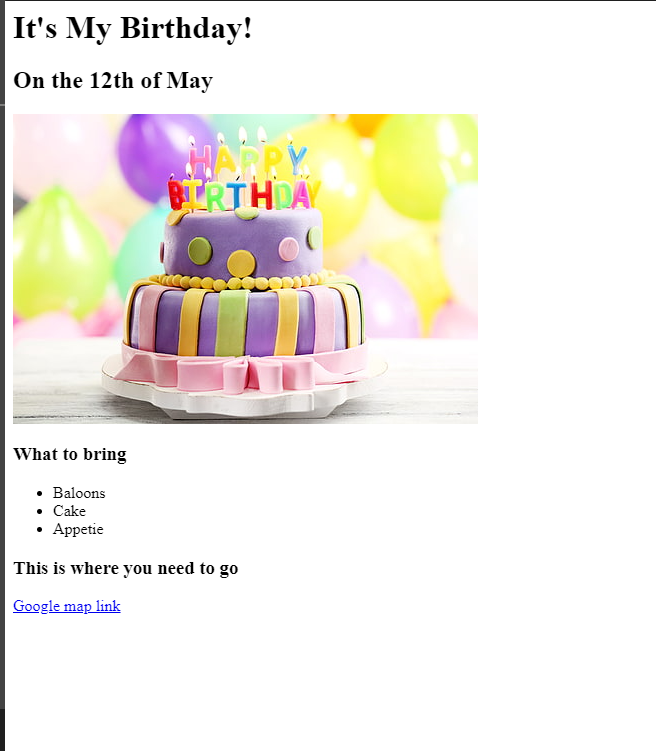 It's My Birthday!
On the 12th of May
HAPPY
BIRTHDAY
What to bring
Baloons
Cake
Appetie
This is where you need to go
Google map link